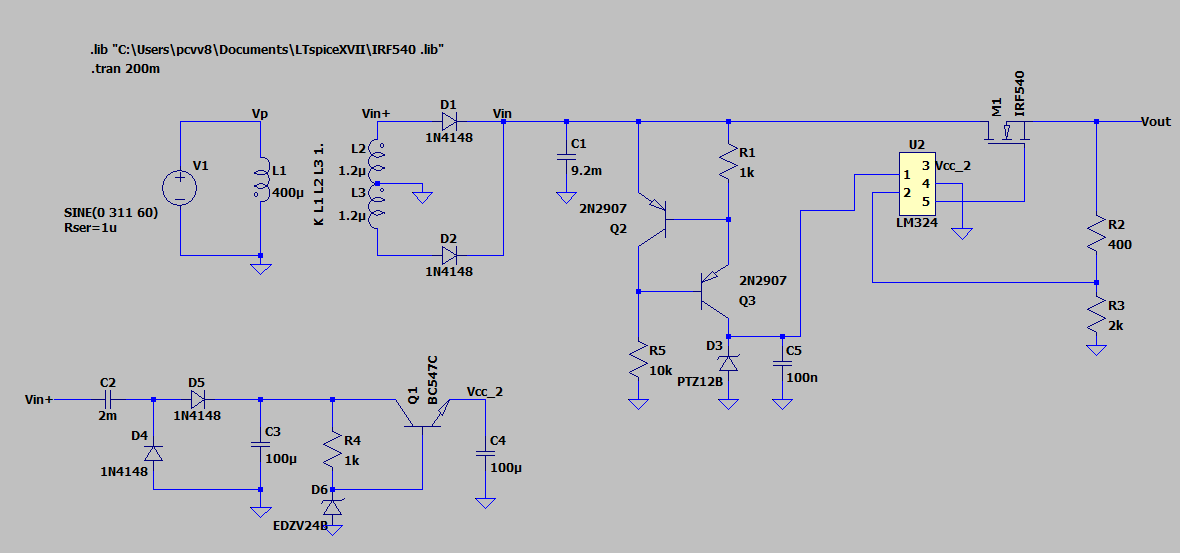 .lib "C:\Users\pcvv8\Documents\LTspiceXVII\IRF540 .lib"
.tran 200m
Vp
V1
SINE(0 311 60)
Rser=1u
L1
400µ
K L1 L2 L3 1.
Vin+
L2
1.2µ
L3
1.2µ
D1
1N4148
D2
1N4148
Vin
C1
9.2m
2N2907
Q2
R1
1k
2N2907
Q3
R5
10k
D3
PTZ12B
C5
100n
U2
1
2
3
4
5
LM324
Vcc_2
M1
IRF540
Vout
R2
400
R3
2k
Vin+
C2
2m
D4
1N4148
D5
1N4148
C3
100µ
R4
1k
D6
EDZV24B
Q1
BC547C
Vcc_2
C4
100µ